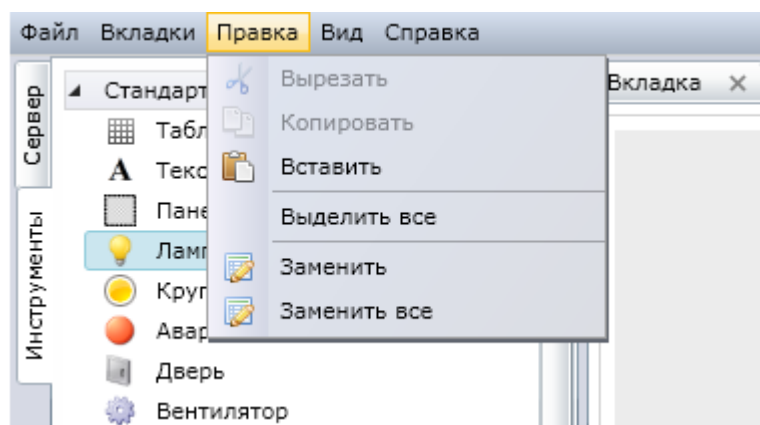 Файл Вкладки Правка Вид Справка
Сервер
Инструменты
Стандарт
Табл
Текс
Пане
Ламп
Круг
Авар
Дверь
Вентилятор
Вырезать
Копировать
Вставить
Выделить все
Заменить
Заменить все
Вкладка